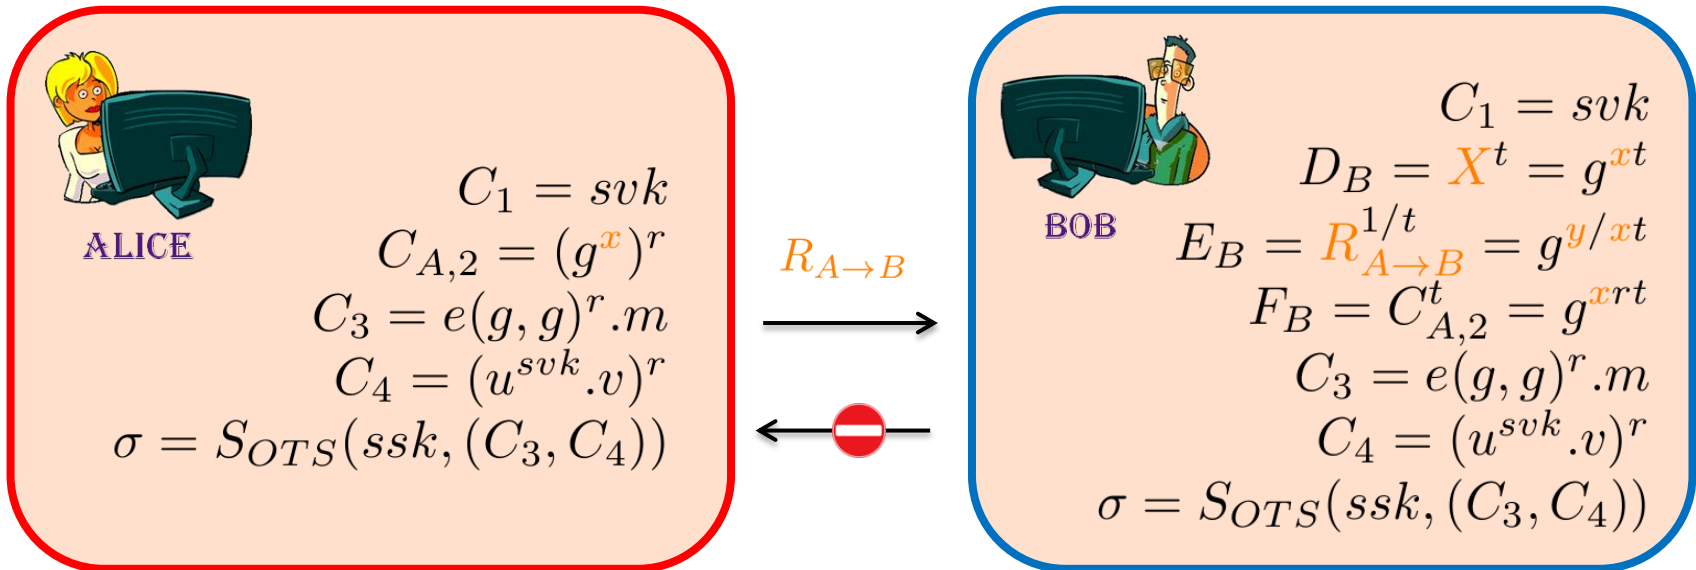 C_1 = svk
C_{A,2} = (g^x)^r
C_3 = e(g, g)^r.m
C_4 = (u^{svk}.v)^r
σ = S_{OTS}(ssk, (C_3, C_4))
ALICE
R_{A→B}
C_1 = svk
D_B = X^t = g^{xt}
E_B = R_{A→B}^{1/t} = g^{y/xt}
F_B = C_{A,2}^t = g^{xrt}
C_3 = e(g, g)^r.m
C_4 = (u^{svk}.v)^r
σ = S_{OTS}(ssk, (C_3, C_4))
BOB